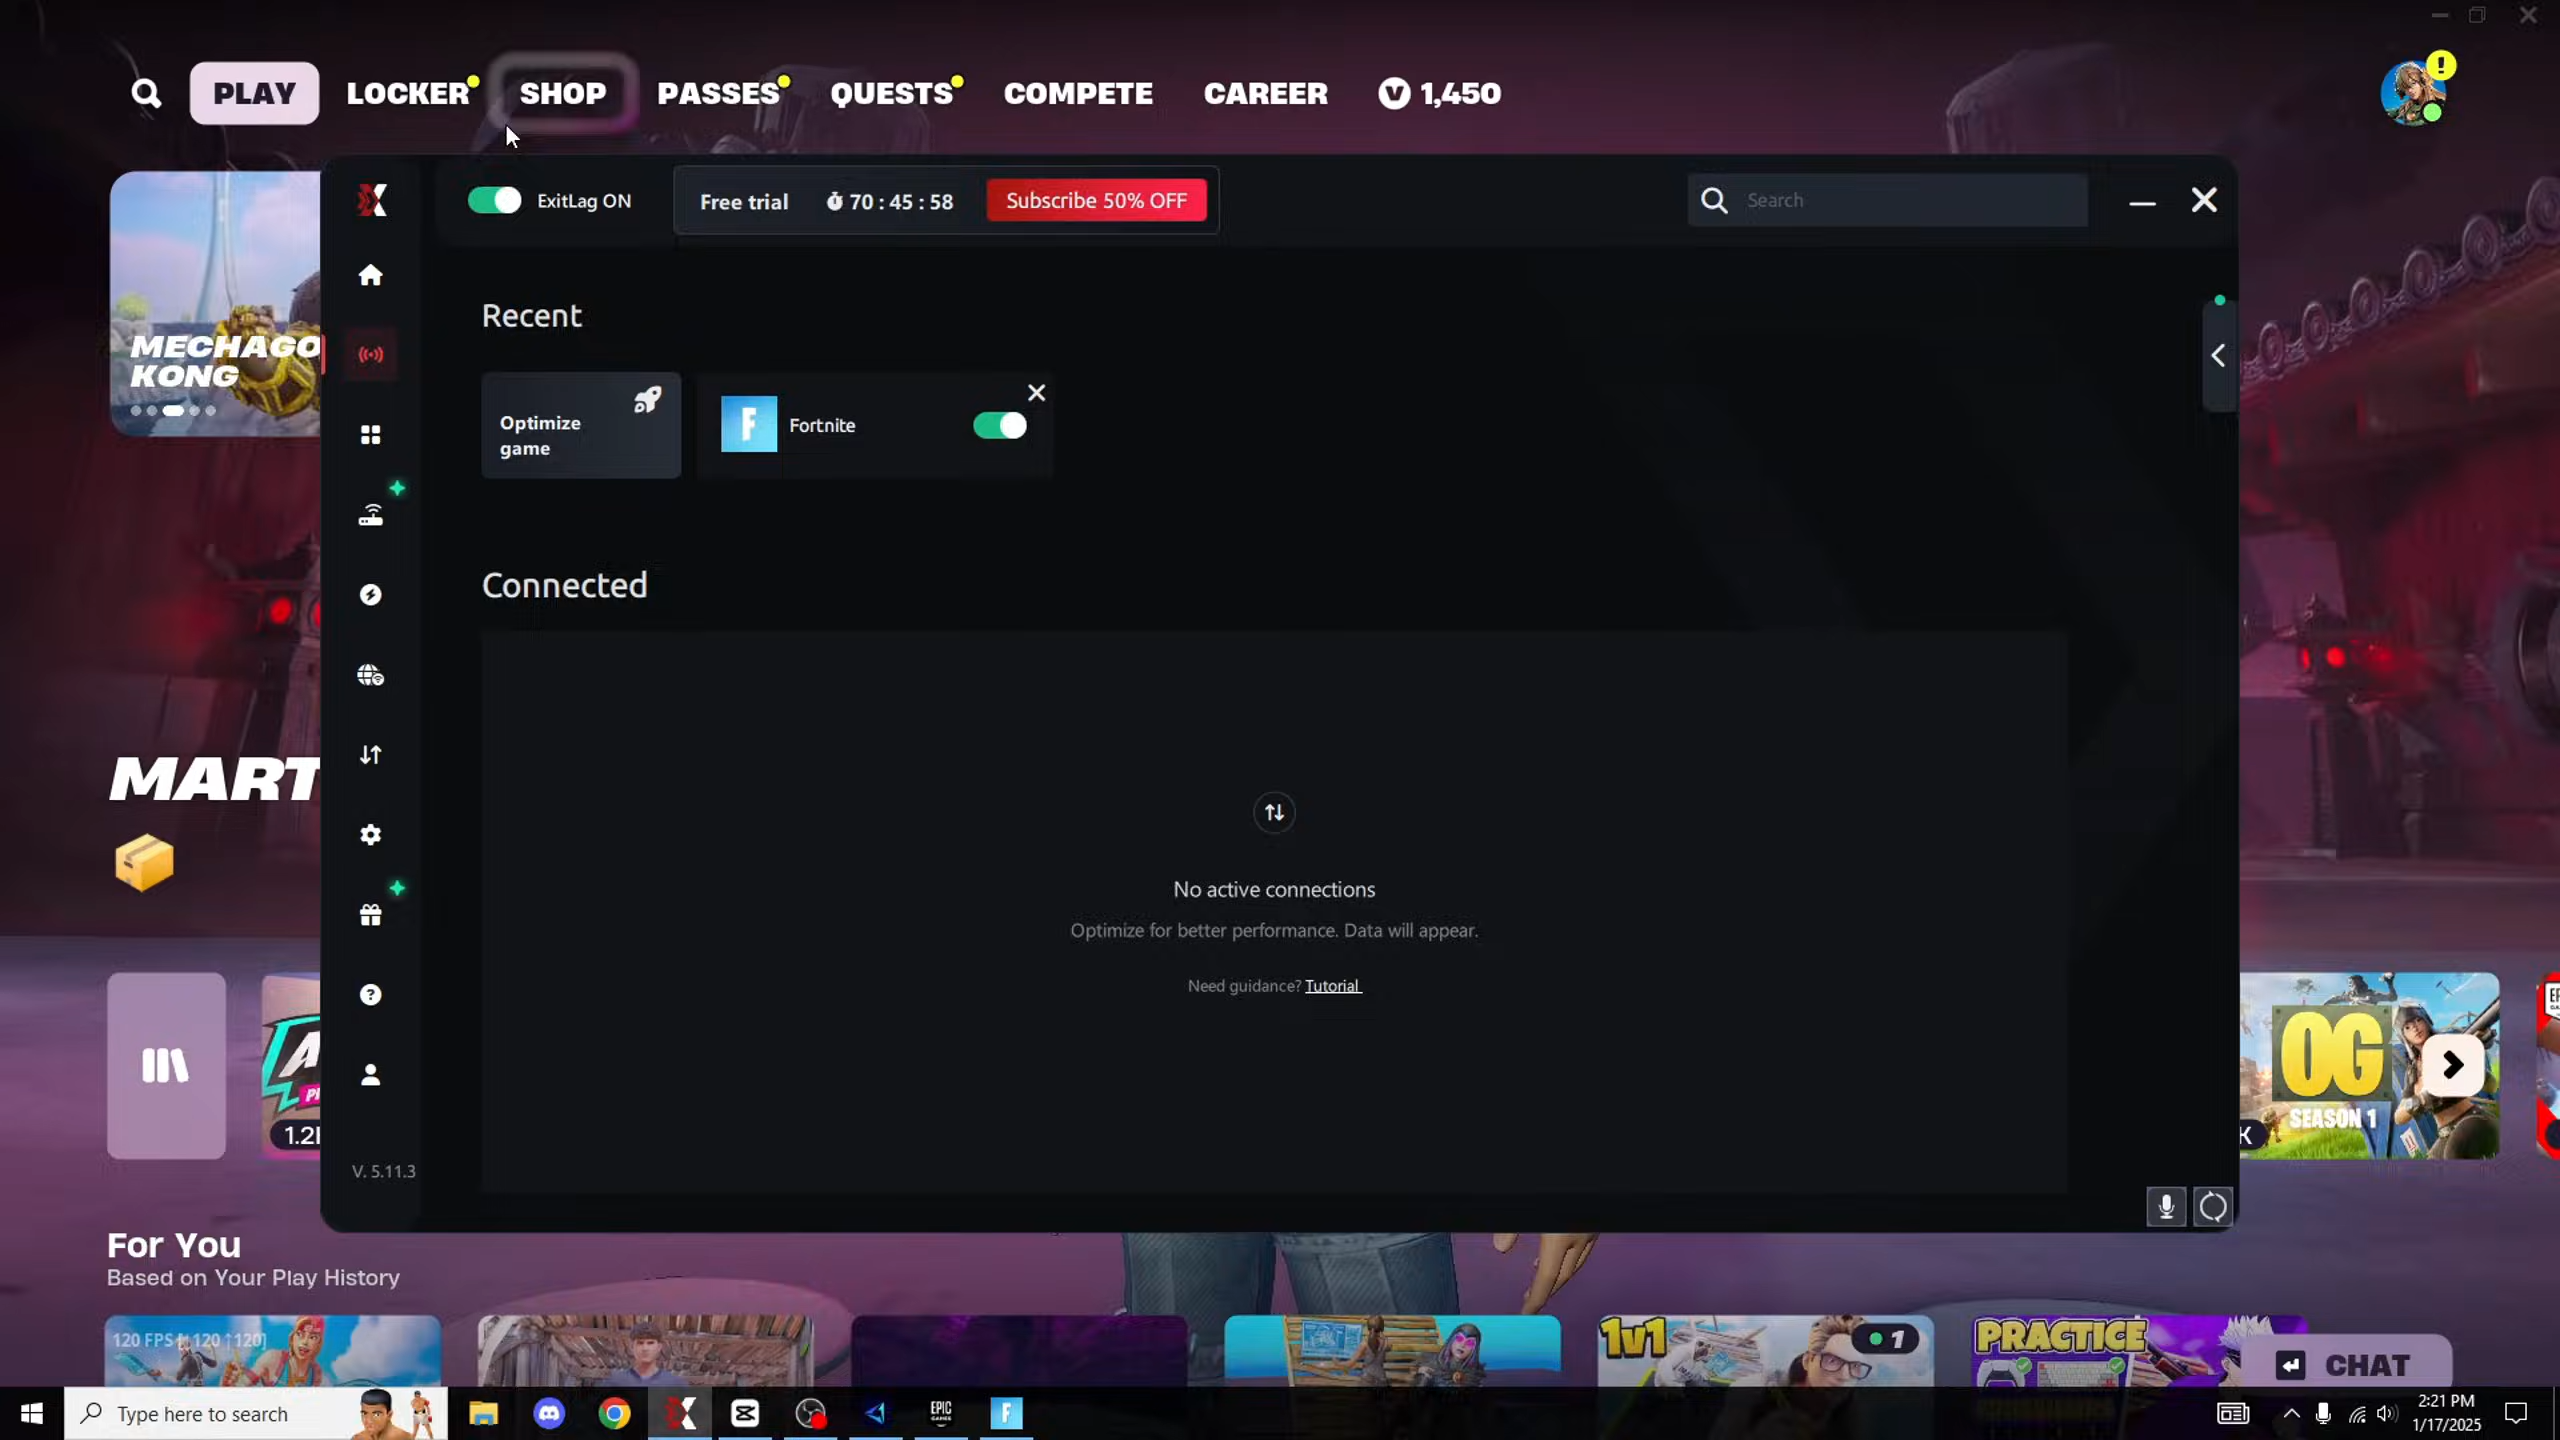 PLAY LOCKER SHOP PASSES QUESTS COMPETE CAREER 1,450
ExitLag ON Free trial 70 : 45 : 58 Subscribe 50% OFF Search
MECHAGO
KONG
Recent
Optimize
game
Fortnite
Connected
MART
No active connections
Optimize for better performance. Data will appear.
Need guidance? Tutorial
OG
SEASON 1
1.2
K
V. 5.11.3
For You
Based on Your Play History
120 FPS [ 120 120]
1v1
1
PRACTICE
CHAT
Type here to search
EPIC
GAMES
2:21 PM
1/17/2025